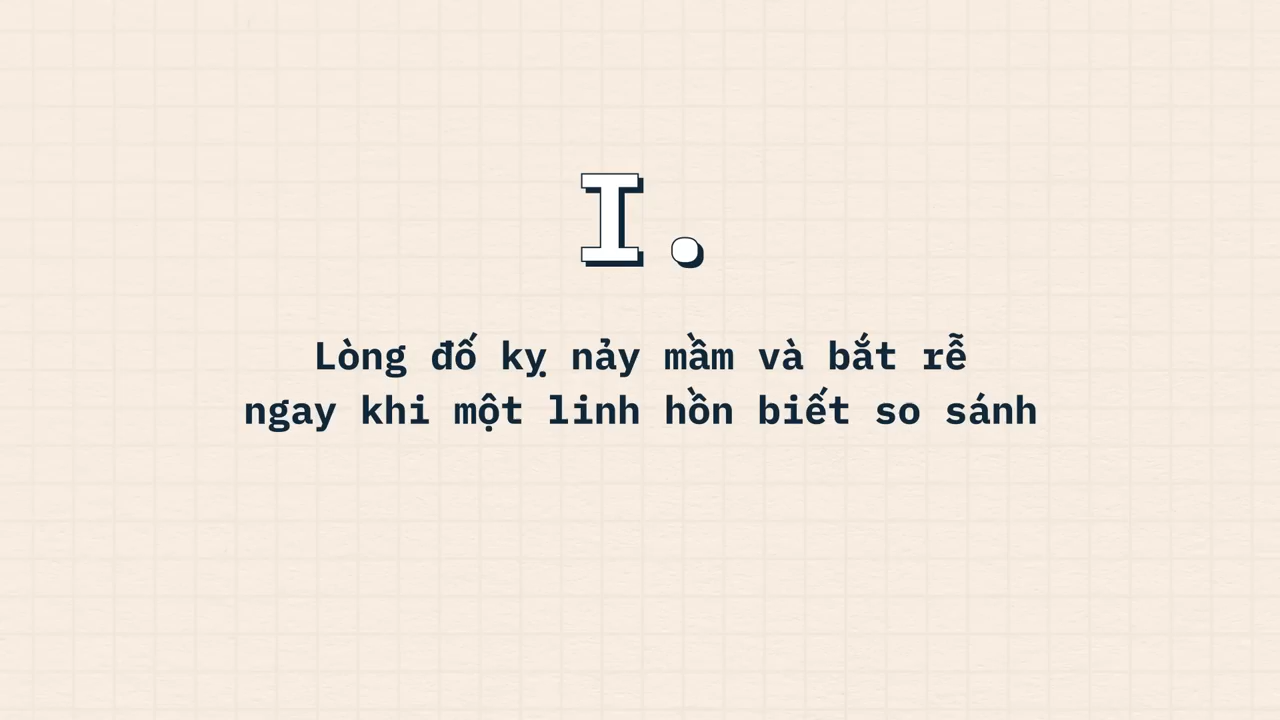 I.
Lòng đố kỵ nảy mầm và bắt rễ
ngay khi một linh hồn biết so sánh